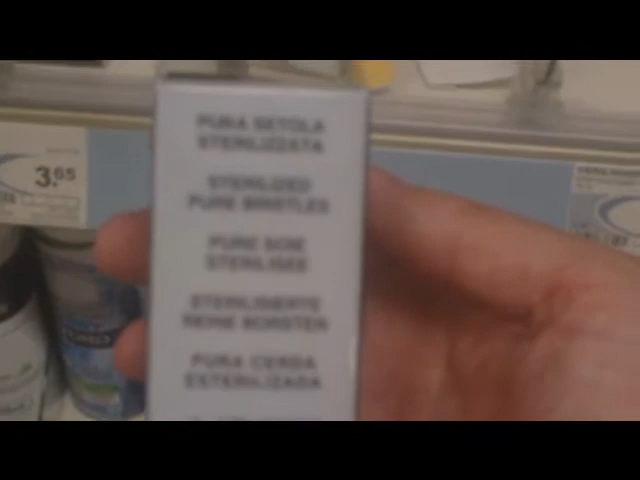 PURA SETOLA
STERILIZZATA
STERILIZED
PURE BRISTLES
PURE SOIE
STERILISEE
STERILISIERTE
REINE BORSTEN
PURA CERDA
ESTERILIZADA
3.65